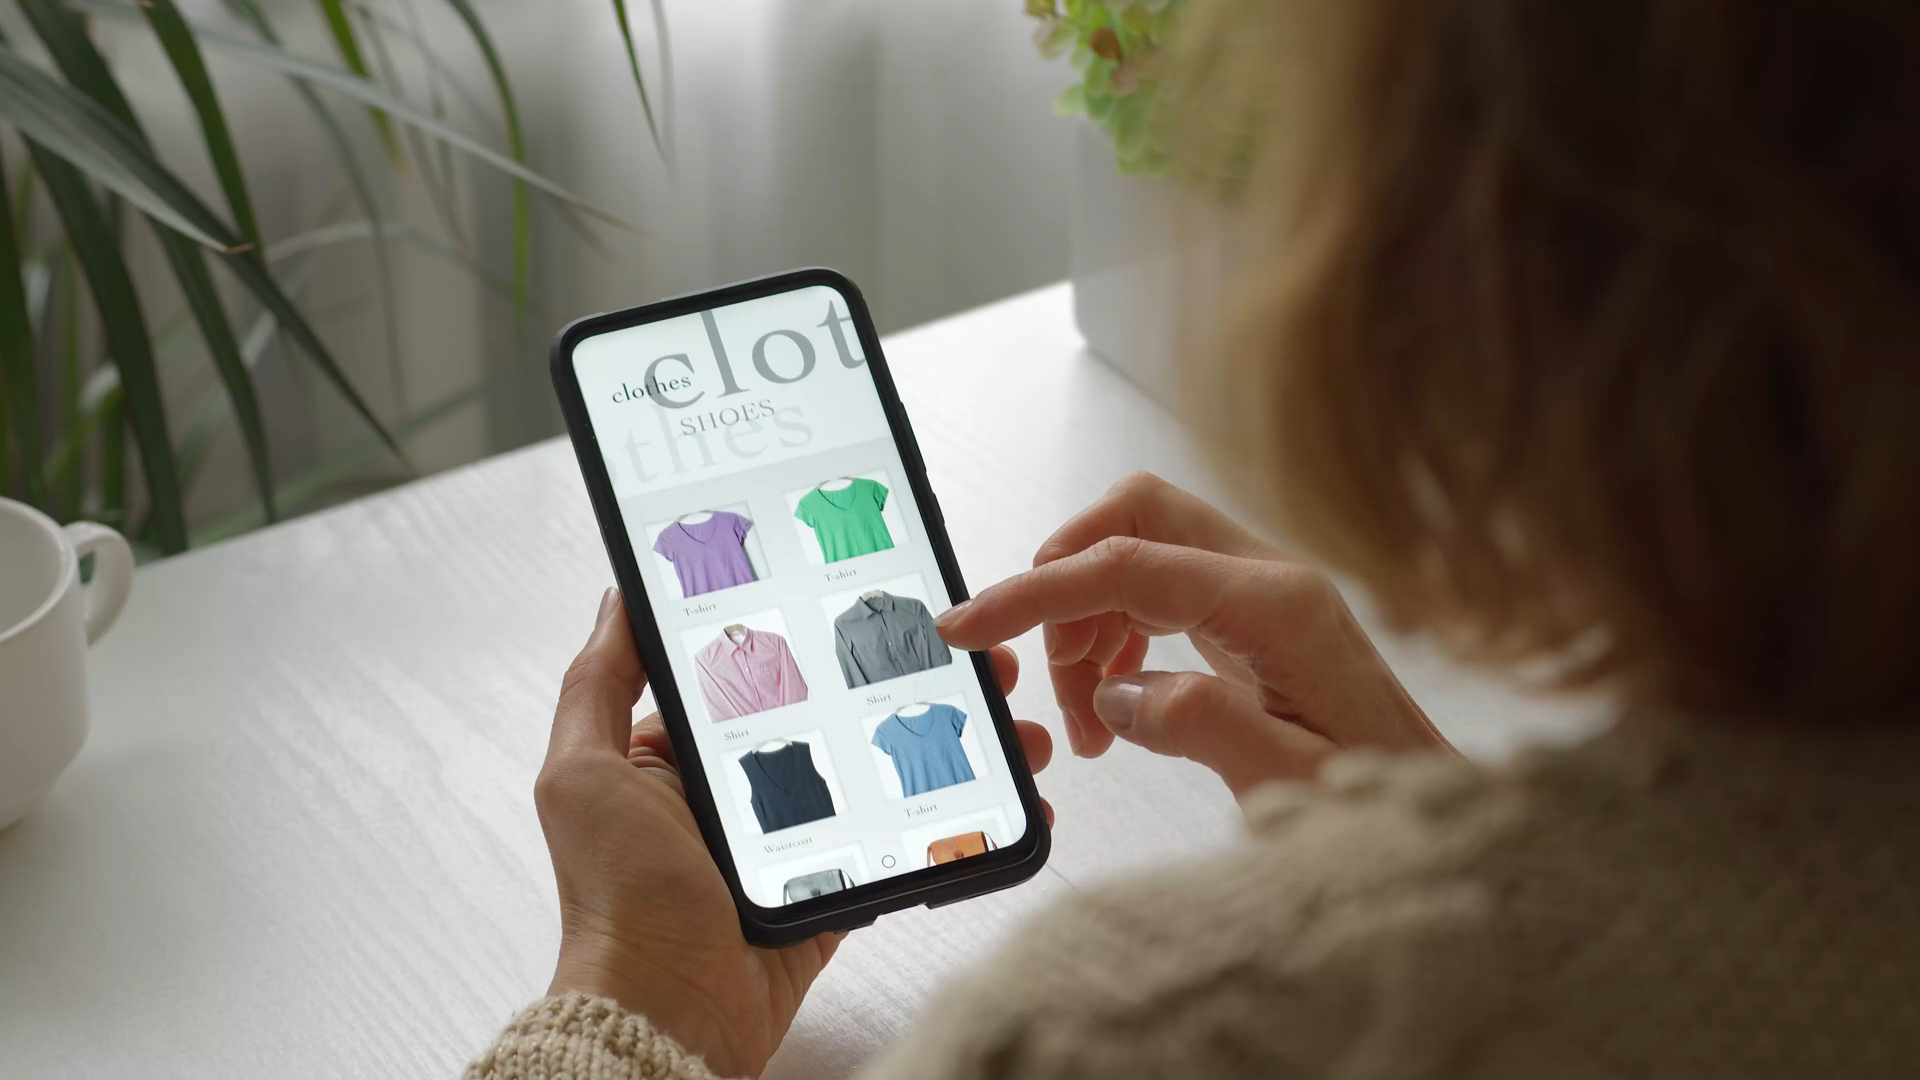 clot
clothes
SHOES
thes
T-shirt
T-shirt
Shirt
Shirt
Waistcoat
T-shirt